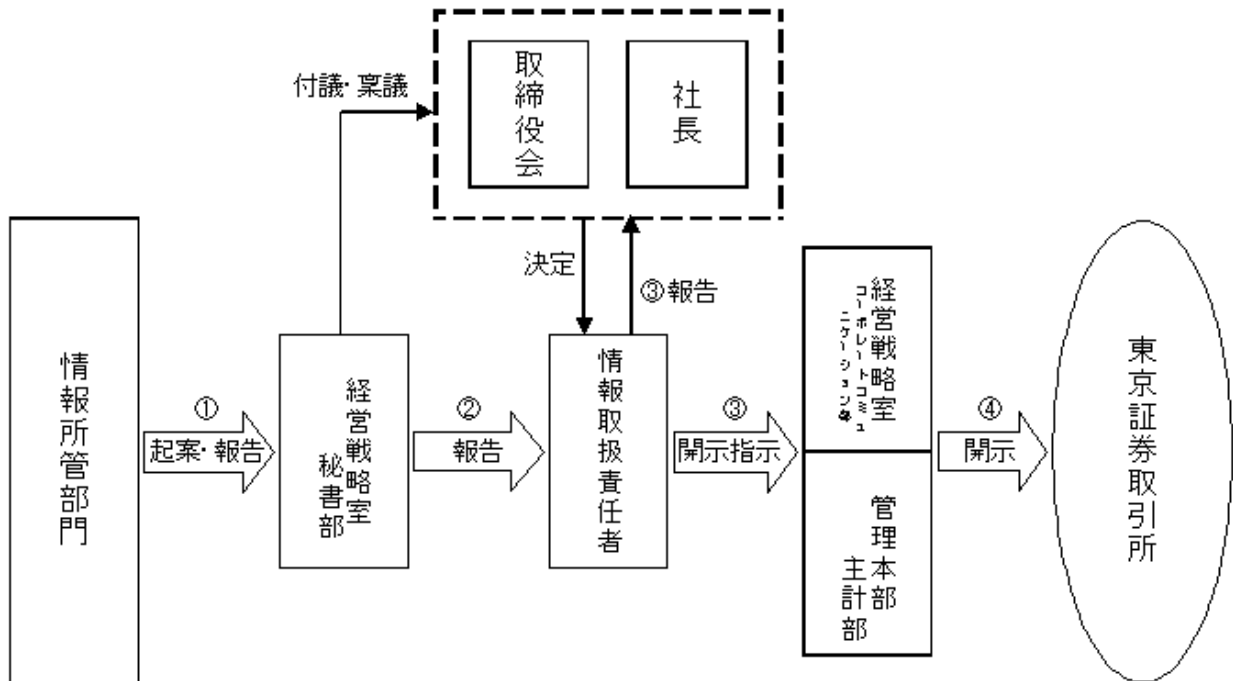 取締役会
社長
付議・稟議
決定
③報告
情報所管部門
①
起案・報告
経営戦略室
秘書部
②
報告
情報取扱責任者
③
開示指示
経営戦略室
コーポレートコミュ
ニケーション部
管理本部
主計部
④
開示
東京証券取引所